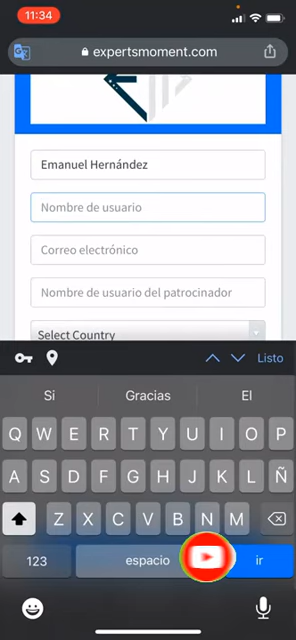 11:34
expertsmoment.com
Emanuel Hernández
Nombre de usuario
Correo electrónico
Nombre de usuario del patrocinador
Select Country
Listo
Si Gracias El
Q W E R T Y U I O P
A S D F G H J K L Ñ
Z X C V B N M
123 espacio ir